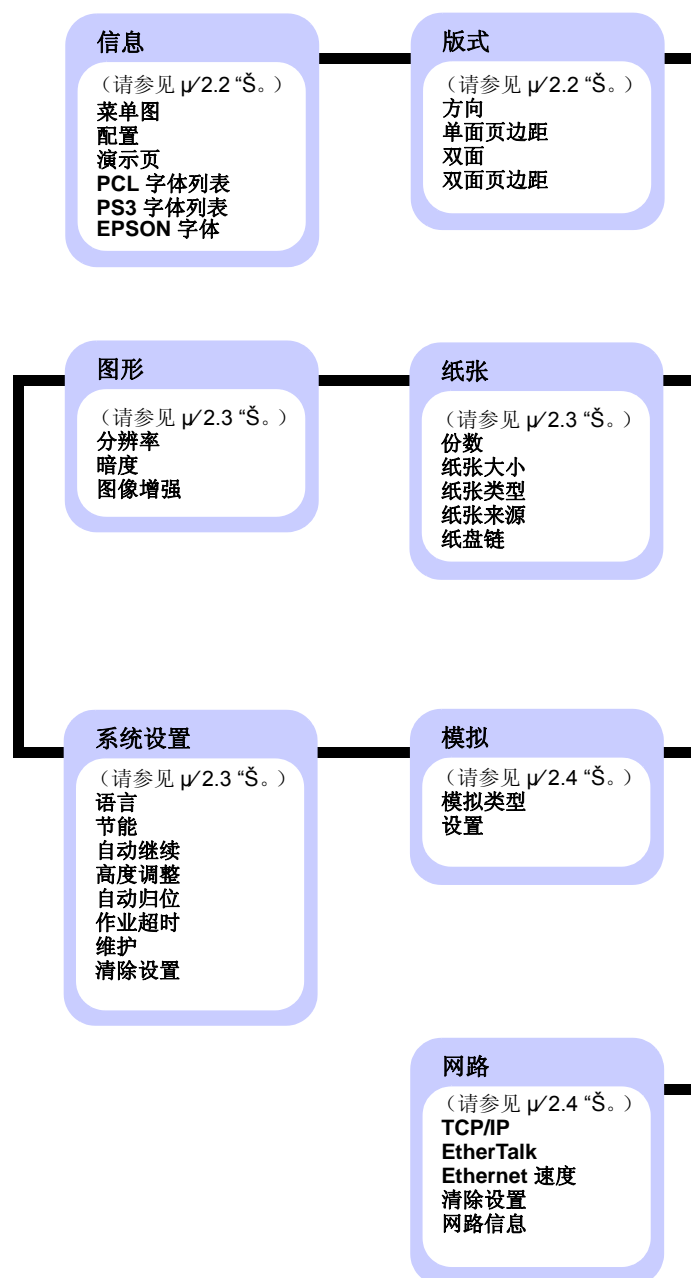 信息
（请参见 µ⁄2.2 “Š。）
菜单图
配置
演示页
PCL 字体列表
PS3 字体列表
EPSON 字体
版式
（请参见 µ⁄2.2 “Š。）
方向
单面页边距
双面
双面页边距
图形
（请参见 µ⁄2.3 “Š。）
分辨率
暗度
图像增强
纸张
（请参见 µ⁄2.3 “Š。）
份数
纸张大小
纸张类型
纸张来源
纸盘链
系统设置
（请参见 µ⁄2.3 “Š。）
语言
节能
自动继续
高度调整
自动归位
作业超时
维护
清除设置
模拟
（请参见 µ⁄2.4 “Š。）
模拟类型
设置
网路
（请参见 µ⁄2.4 “Š。）
TCP/IP
EtherTalk
Ethernet 速度
清除设置
网路信息